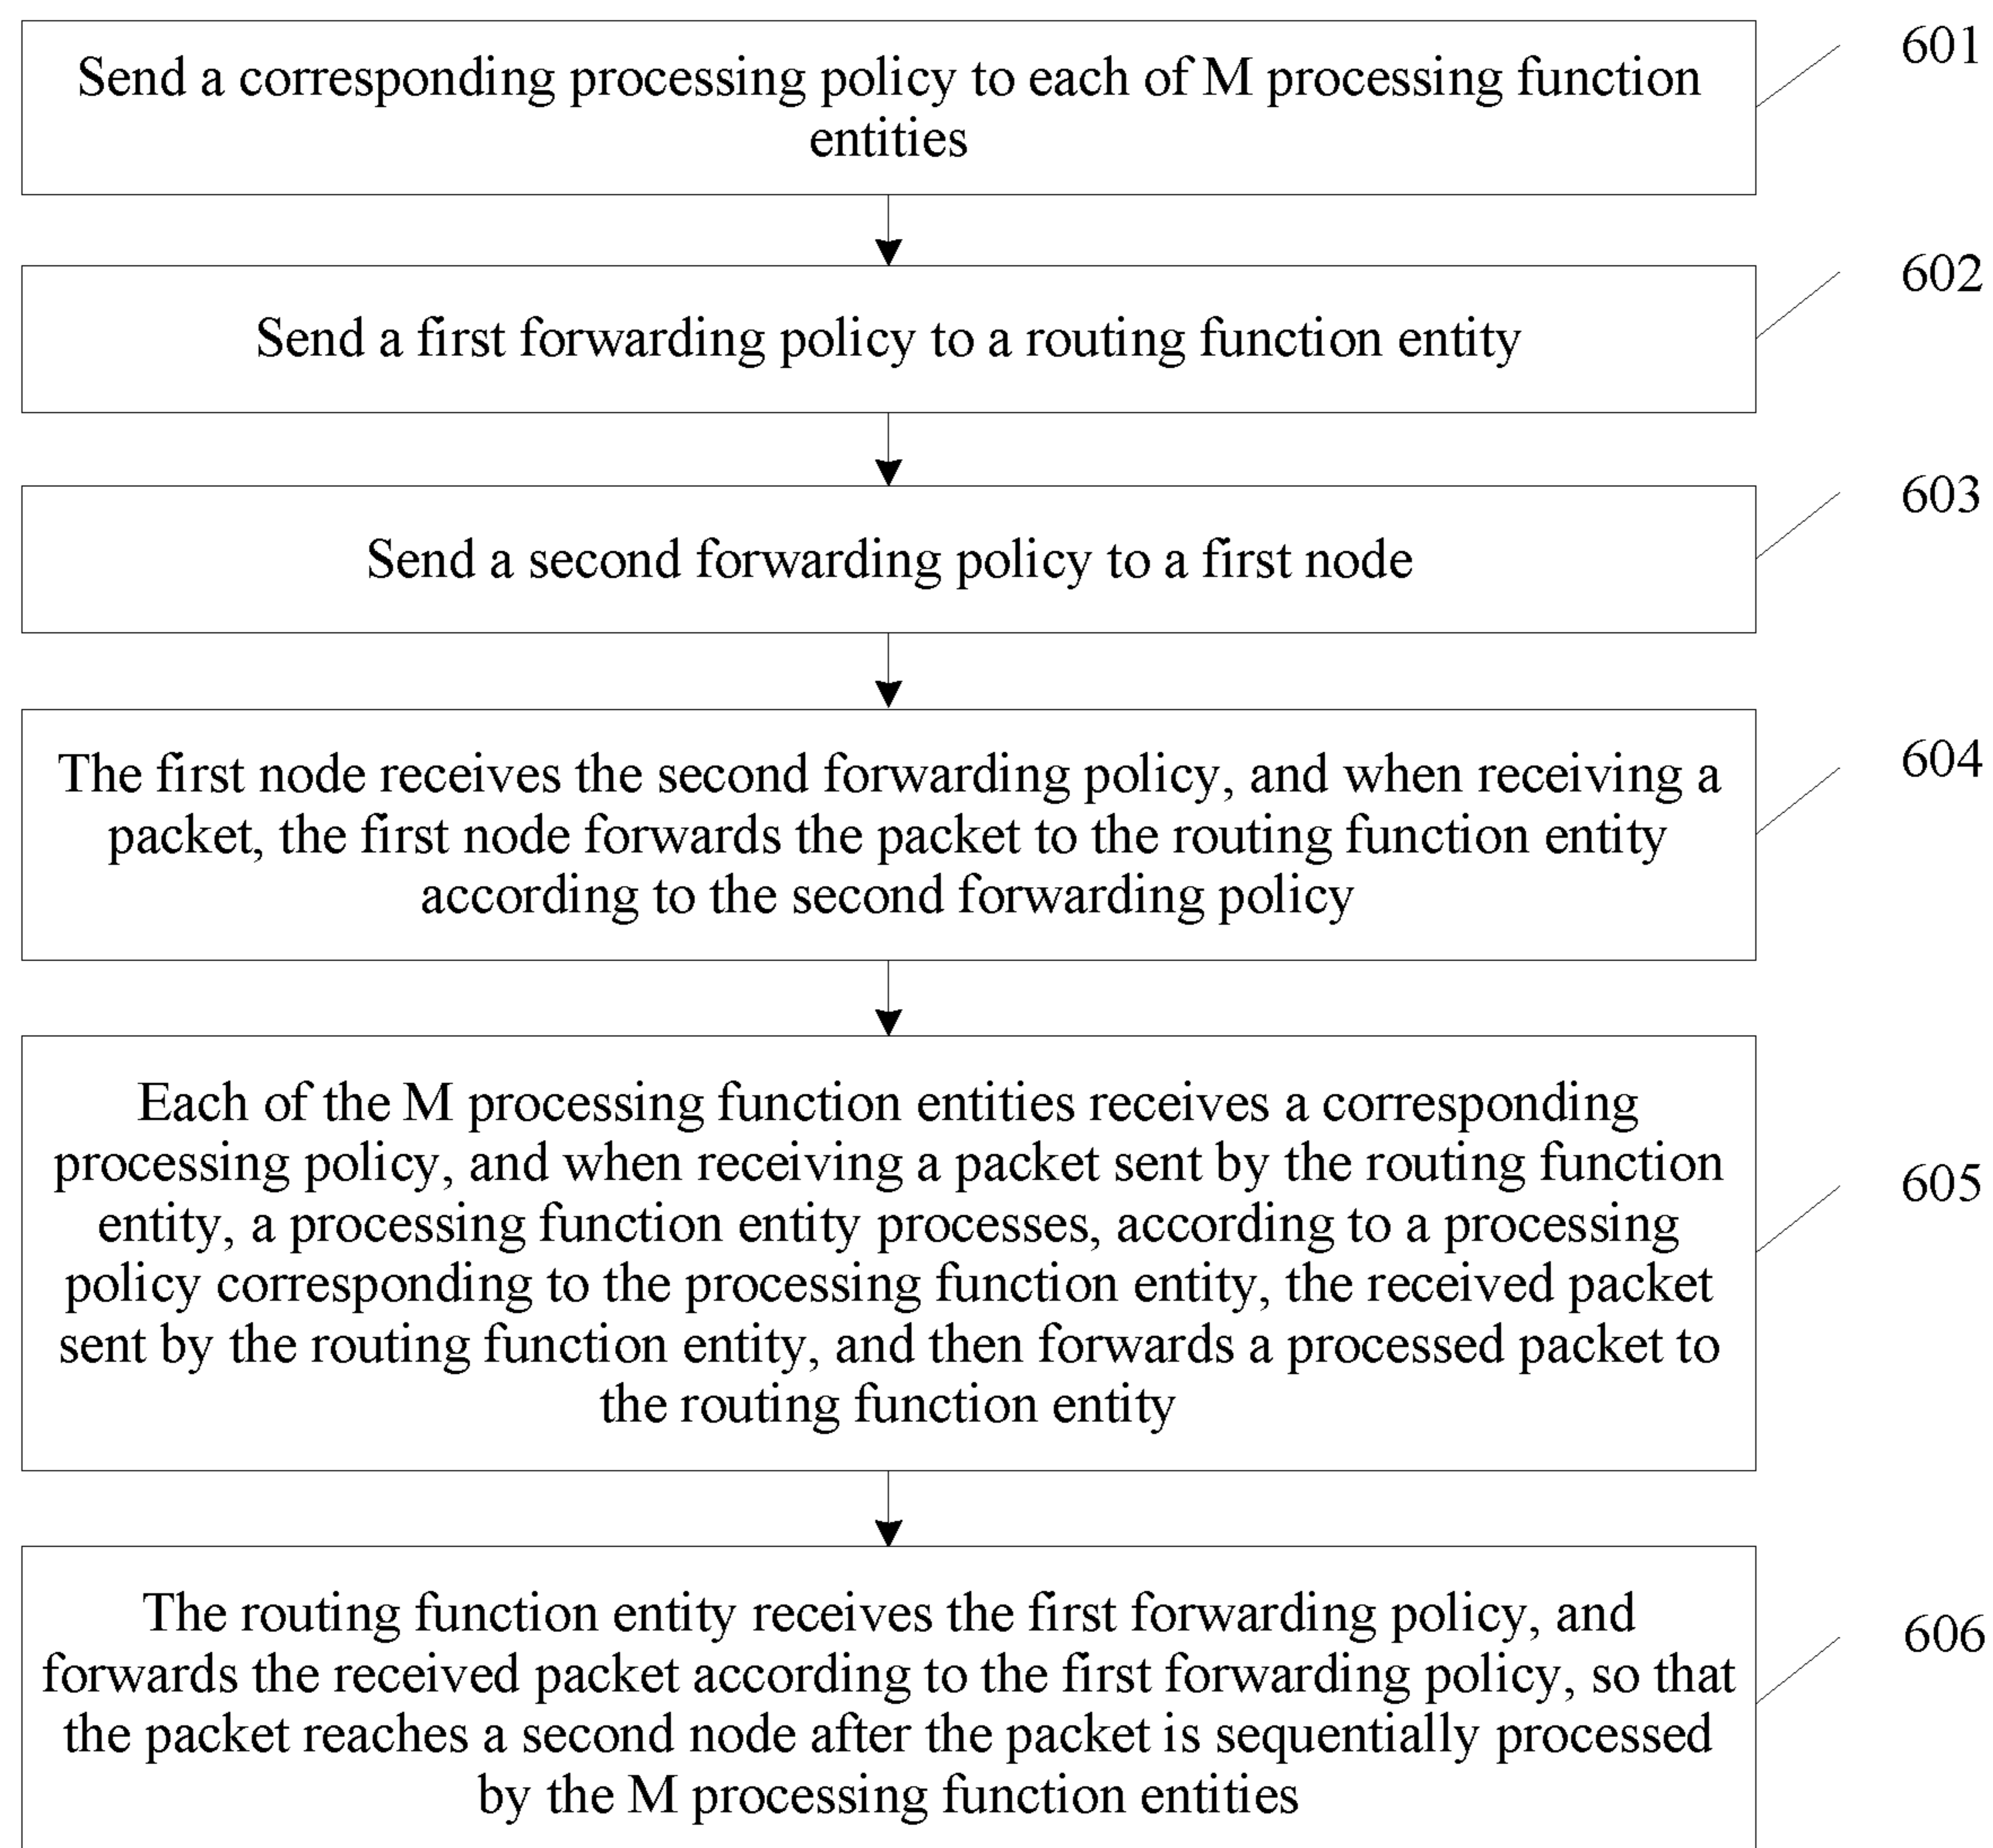 Send a corresponding processing policy to each of M processing function
entities
601
Send a first forwarding policy to a routing function entity
602
Send a second forwarding policy to a first node
603
The first node receives the second forwarding policy, and when receiving a
packet, the first node forwards the packet to the routing function entity
according to the second forwarding policy
604
Each of the M processing function entities receives a corresponding
processing policy, and when receiving a packet sent by the routing function
entity, a processing function entity processes, according to a processing
policy corresponding to the processing function entity, the received packet
sent by the routing function entity, and then forwards a processed packet to
the routing function entity
605
The routing function entity receives the first forwarding policy, and
forwards the received packet according to the first forwarding policy, so that
the packet reaches a second node after the packet is sequentially processed
by the M processing function entities
606